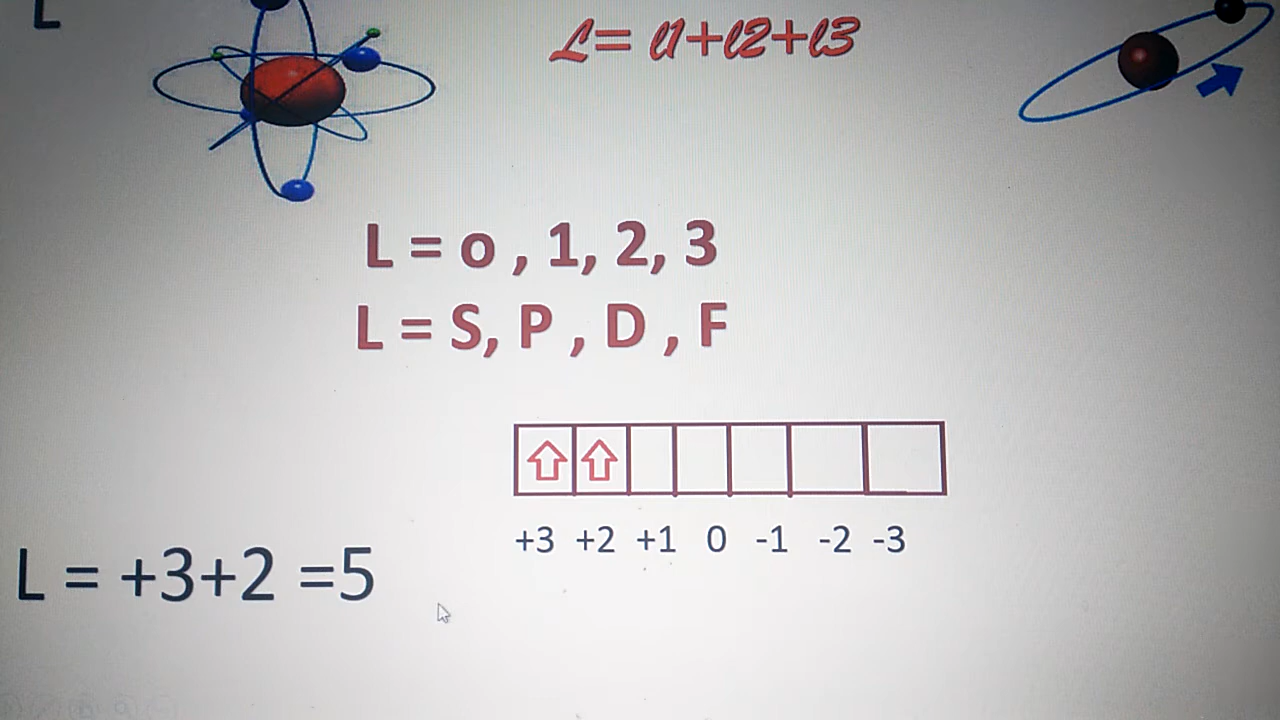 L
L= l1+l2+l3
L = o , 1, 2, 3
L = S, P , D , F
+3 +2 +1 0 -1 -2 -3
L = +3+2 =5